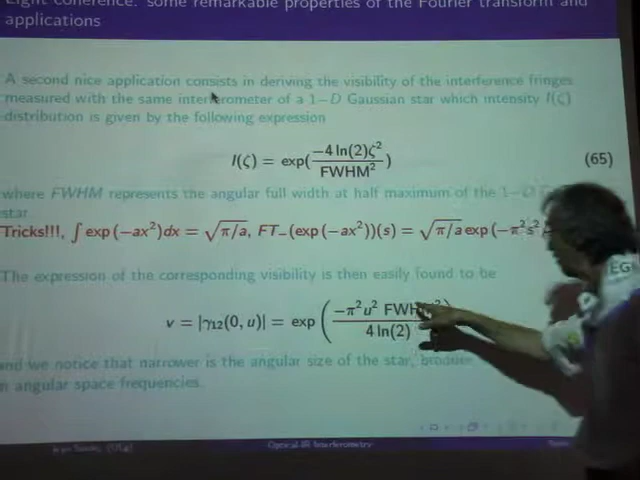 Light coherence: some remarkable properties of the Fourier transform and
applications
A second nice application consists in deriving the visibility of the interference fringes
measured with the same interferometer of a 1−D Gaussian star which intensity I(ζ)
distribution is given by the following expression
I(ζ) = exp(−4 ln(2)ζ² / FWHM²) (65)
where FWHM represents the angular full width at half maximum of the 1−D
star
Tricks!!!, ∫ exp(−ax²)dx = √(π/a), FT₋(exp(−ax²))(s) = √(π/a) exp(−π²s²
The expression of the corresponding visibility is then easily found to be
v = |γ₁₂(0, u)| = exp(−π²u² FWHM² / 4 ln(2)
and we notice that narrower is the angular size of the star,
in angular space frequencies.
Optical-IR Interferometry
EG